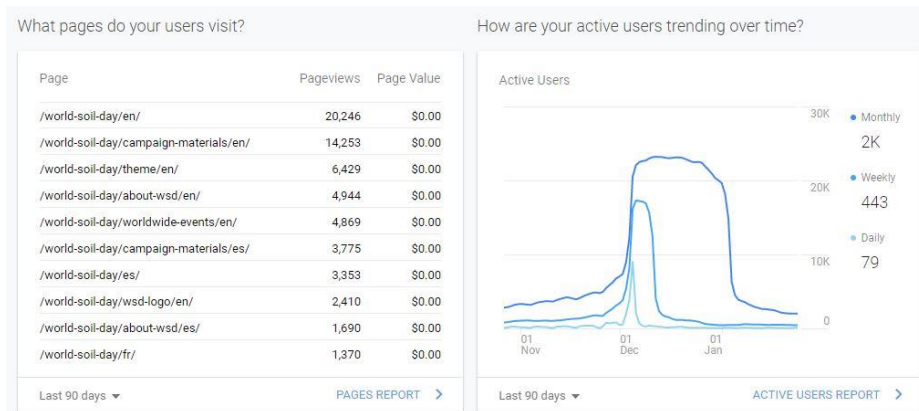 What pages do your users visit?
Page Pageviews Page Value
/world-soil-day/en/ 20,246 $0.00
/world-soil-day/campaign-materials/en/ 14,253 $0.00
/world-soil-day/theme/en/ 6,429 $0.00
/world-soil-day/about-wsd/en/ 4,944 $0.00
/world-soil-day/worldwide-events/en/ 4,869 $0.00
/world-soil-day/campaign-materials/es/ 3,775 $0.00
/world-soil-day/es/ 3,353 $0.00
/world-soil-day/wsd-logo/en/ 2,410 $0.00
/world-soil-day/about-wsd/es/ 1,690 $0.00
/world-soil-day/fr/ 1,370 $0.00
Last 90 days PAGES REPORT
How are your active users trending over time?
Active Users
30K
20K
10K
0
01 01 01
Nov Dec Jan
Monthly
2K
Weekly
443
Daily
79
Last 90 days ACTIVE USERS REPORT